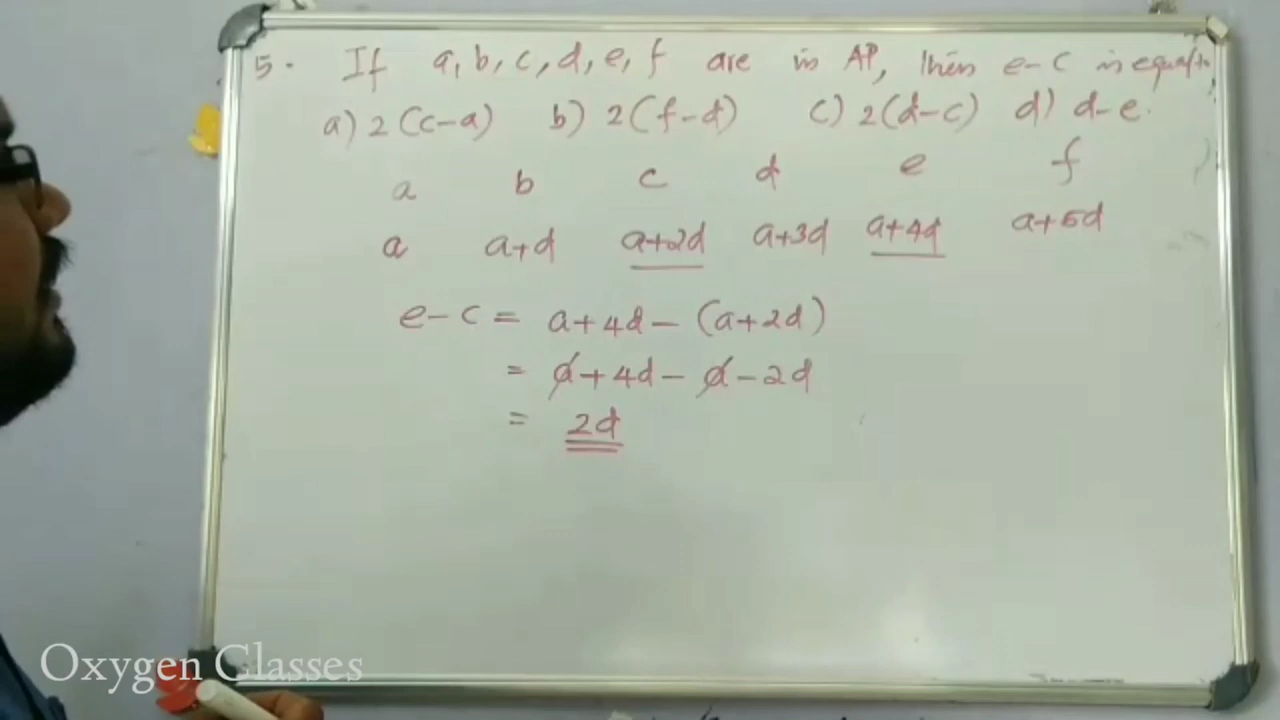 5. If a, b, c, d, e, f are in AP, then e-c is equal to
a) 2(c-a) b) 2(f-d) c) 2(d-c) d) d-e.
a b c d e f
a a+d a+2d a+3d a+4d a+5d
e-c = a+4d-(a+2d)
= a+4d-a-2d
= 2d
Oxygen Classes